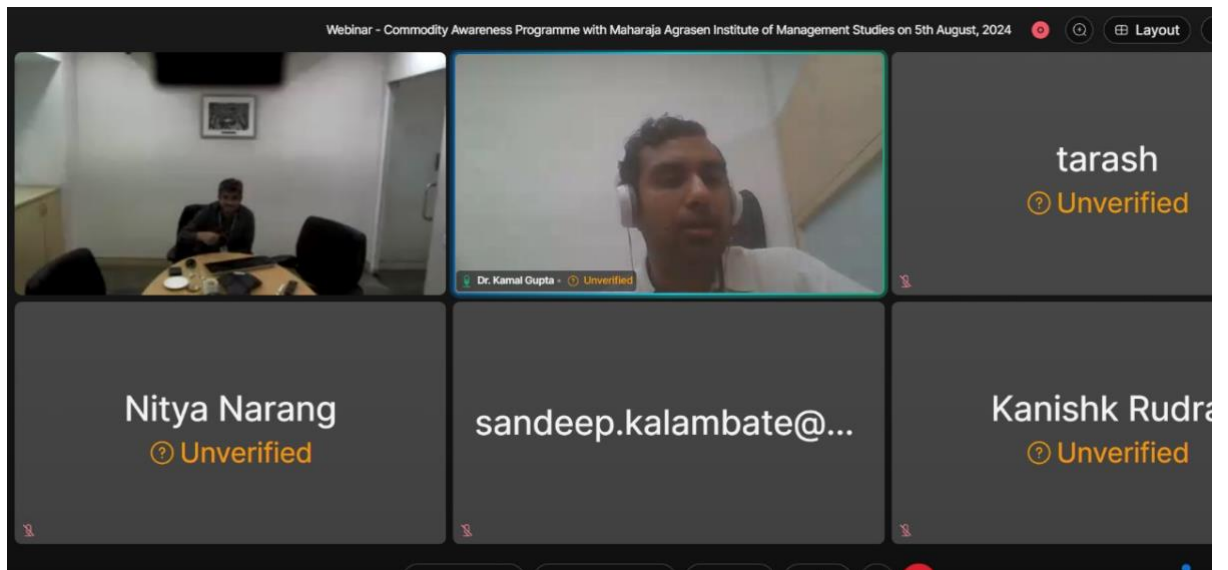 Webinar - Commodity Awareness Programme with Maharaja Agrasen Institute of Management Studies on 5th August, 2024
Layout
tarash
Unverified
Dr. Kamal Gupta - Unverified
Nitya Narang
Unverified
sandeep.kalambate@...
Kanishk Rudra
Unverified